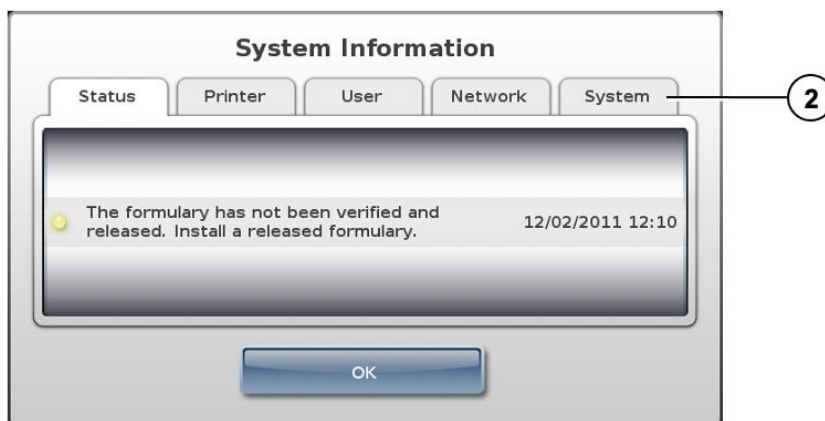 System Information
Status Printer User Network System
2
The formulary has not been verified and
released. Install a released formulary.
12/02/2011 12:10
OK